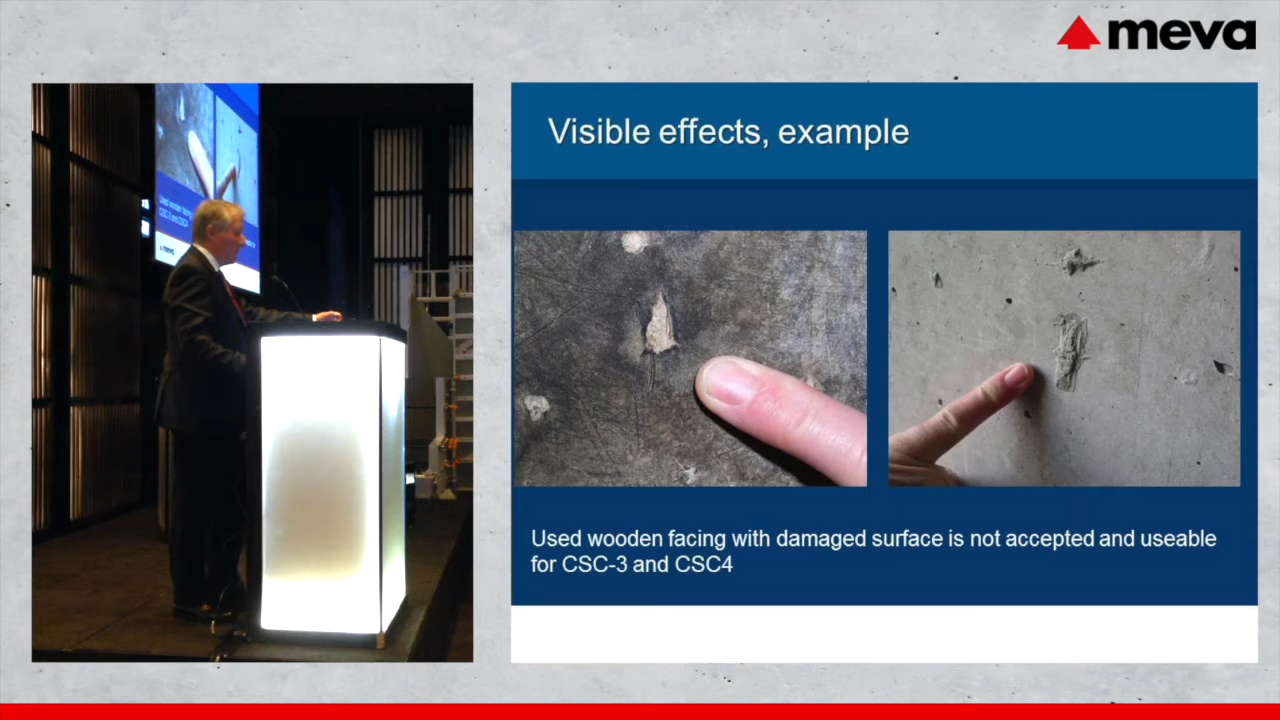 meva
Visible effects, example
Used wooden facing with damaged surface is not accepted and useable
for CSC-3 and CSC4